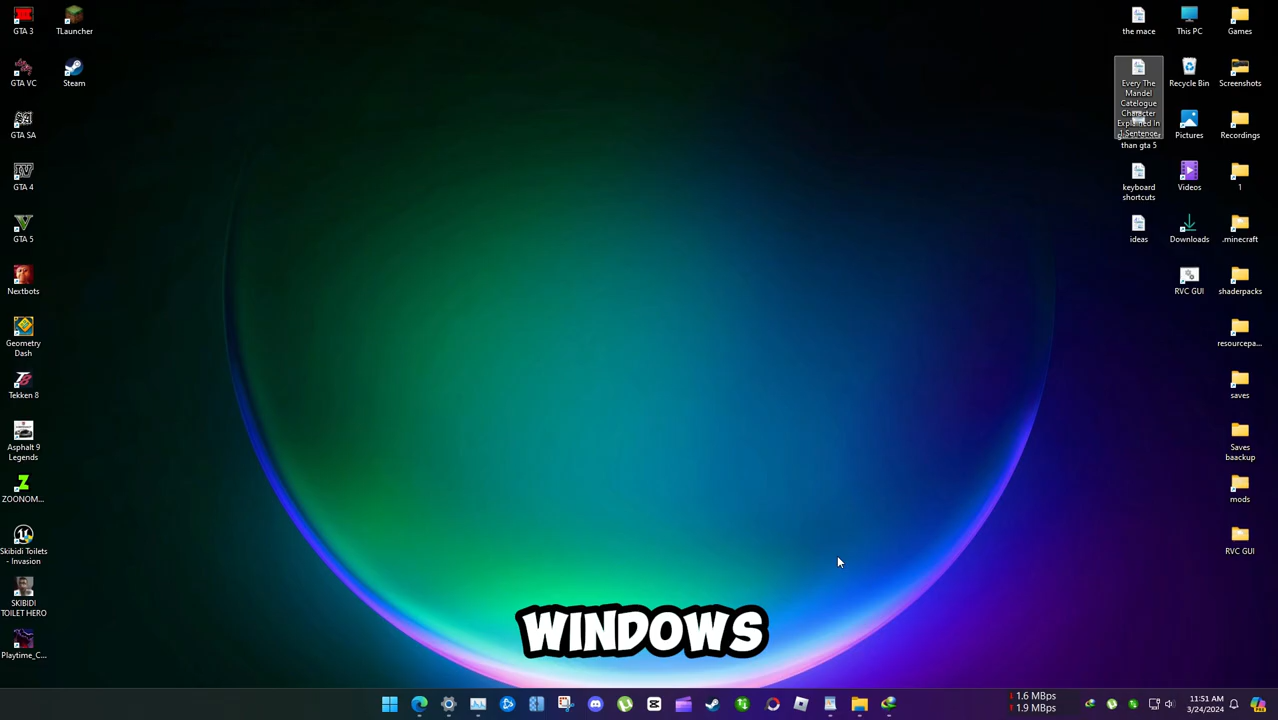 GTA 3
TLauncher
GTA VC
Steam
GTA SA
GTA 4
GTA 5
Nextbots
Geometry
Dash
Tekken 8
Asphalt 9
Legends
ZOONOM...
Skibidi Toilets
- Invasion
SKIBIDI
TOILET HERO
Playtime_C...
the mace
This PC
Games
Every The
Mandel
Catelogue
Character
Explained In
1 Sentence
than gta 5
Recycle Bin
Screenshots
Pictures
Recordings
keyboard
shortcuts
Videos
1
ideas
Downloads
.minecraft
RVC GUI
shaderpacks
resourcepa...
saves
Saves
baackup
mods
RVC GUI
WINDOWS
1.6 MBps
1.9 MBps
11:51 AM
3/24/2024